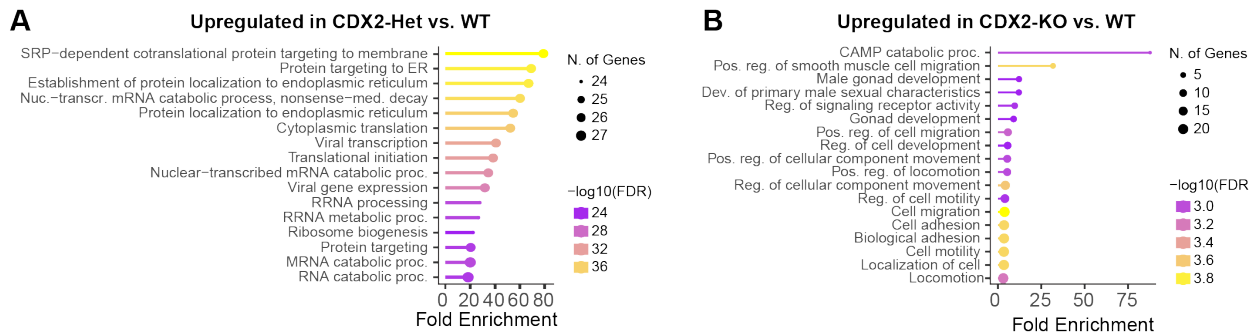 A
Upregulated in CDX2-Het vs. WT
SRP−dependent cotranslational protein targeting to membrane
Protein targeting to ER
Establishment of protein localization to endoplasmic reticulum
Nuc.−transcr. mRNA catabolic process, nonsense−med. decay
Protein localization to endoplasmic reticulum
Cytoplasmic translation
Viral transcription
Translational initiation
Nuclear−transcribed mRNA catabolic proc.
Viral gene expression
RRNA processing
RRNA metabolic proc.
Ribosome biogenesis
Protein targeting
MRNA catabolic proc.
RNA catabolic proc.
0 20 40 60 80
Fold Enrichment
N. of Genes
24
25
26
27
−log10(FDR)
24
28
32
36
B
Upregulated in CDX2-KO vs. WT
CAMP catabolic proc.
Pos. reg. of smooth muscle cell migration
Male gonad development
Dev. of primary male sexual characteristics
Reg. of signaling receptor activity
Gonad development
Pos. reg. of cell migration
Reg. of cell development
Pos. reg. of cellular component movement
Pos. reg. of locomotion
Reg. of cellular component movement
Reg. of cell motility
Cell migration
Cell adhesion
Biological adhesion
Cell motility
Localization of cell
Locomotion
0 25 50 75
Fold Enrichment
N. of Genes
5
10
15
20
−log10(FDR
3.0
3.2
3.4
3.6
3.8